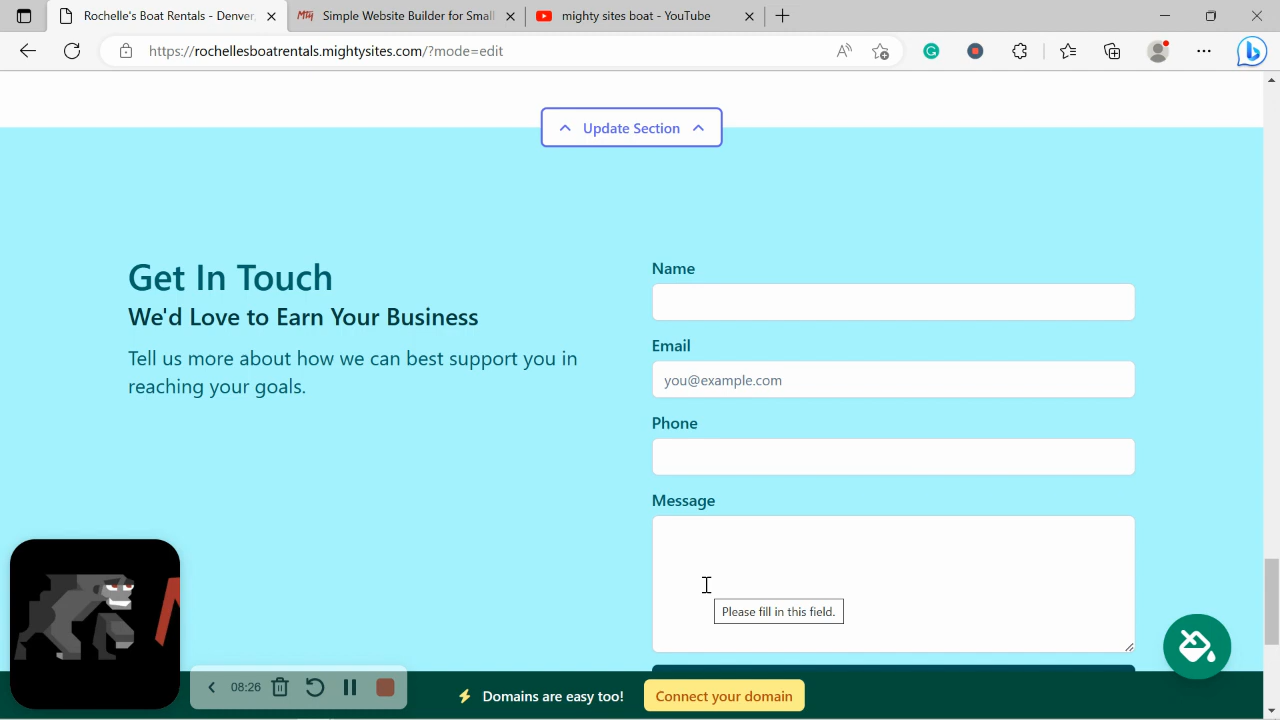 Rochelle's Boat Rentals - Denver,
Simple Website Builder for Small
mighty sites boat - YouTube
https://rochellesboatrentals.mightysites.com/?mode=edit
Update Section
Get In Touch
We'd Love to Earn Your Business
Tell us more about how we can best support you in
reaching your goals.
Name
Email
you@example.com
Phone
Message
Please fill in this field.
08:26
Domains are easy too!
Connect your domain